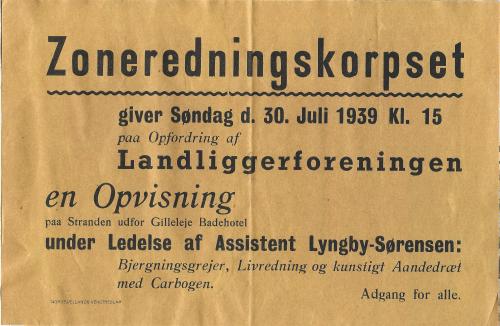 Zoneredningskorpset
giver Søndag d. 30. Juli 1939 Kl. 15
paa Opfordring af
Landliggerforeningen
en Opvisning
paa Stranden udfor Gilleleje Badehotel
under Ledelse af Assistent Lyngby-Sørensen:
Bjergningsgrejer, Livredning og kunstigt Aandedræt
med Carbogen.
Adgang for alle.